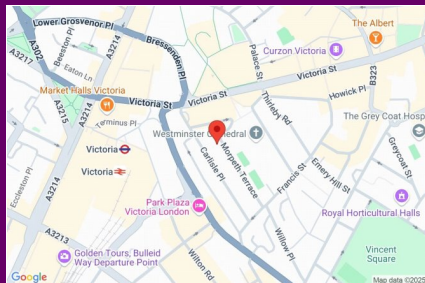 Lower Grosvenor Pl
A3214
The Albert
A302
Beeston Pl
Bressenden Pl
Palace St
Curzon Victoria
A3217
Eaton Ln
Victoria St
B323
Market Halls Victoria
Howick Pl
Victoria St
Victoria St
Thirleby Rd
The Grey Coat Hosp
Terminus Pl
Westminster Cathedral
Victoria
Carlisle Pl
Morpeth Terrace
Emery Hill St
Greycoat St
Eccleston Pl
A3214
Victoria
Francis St
Park Plaza
Victoria London
Royal Horticultural Halls
A3213
Willow Pl
Golden Tours, Bulleid
Way Departure Point
Wilton Rd
Vincent
Square
Google
Map data ©2025